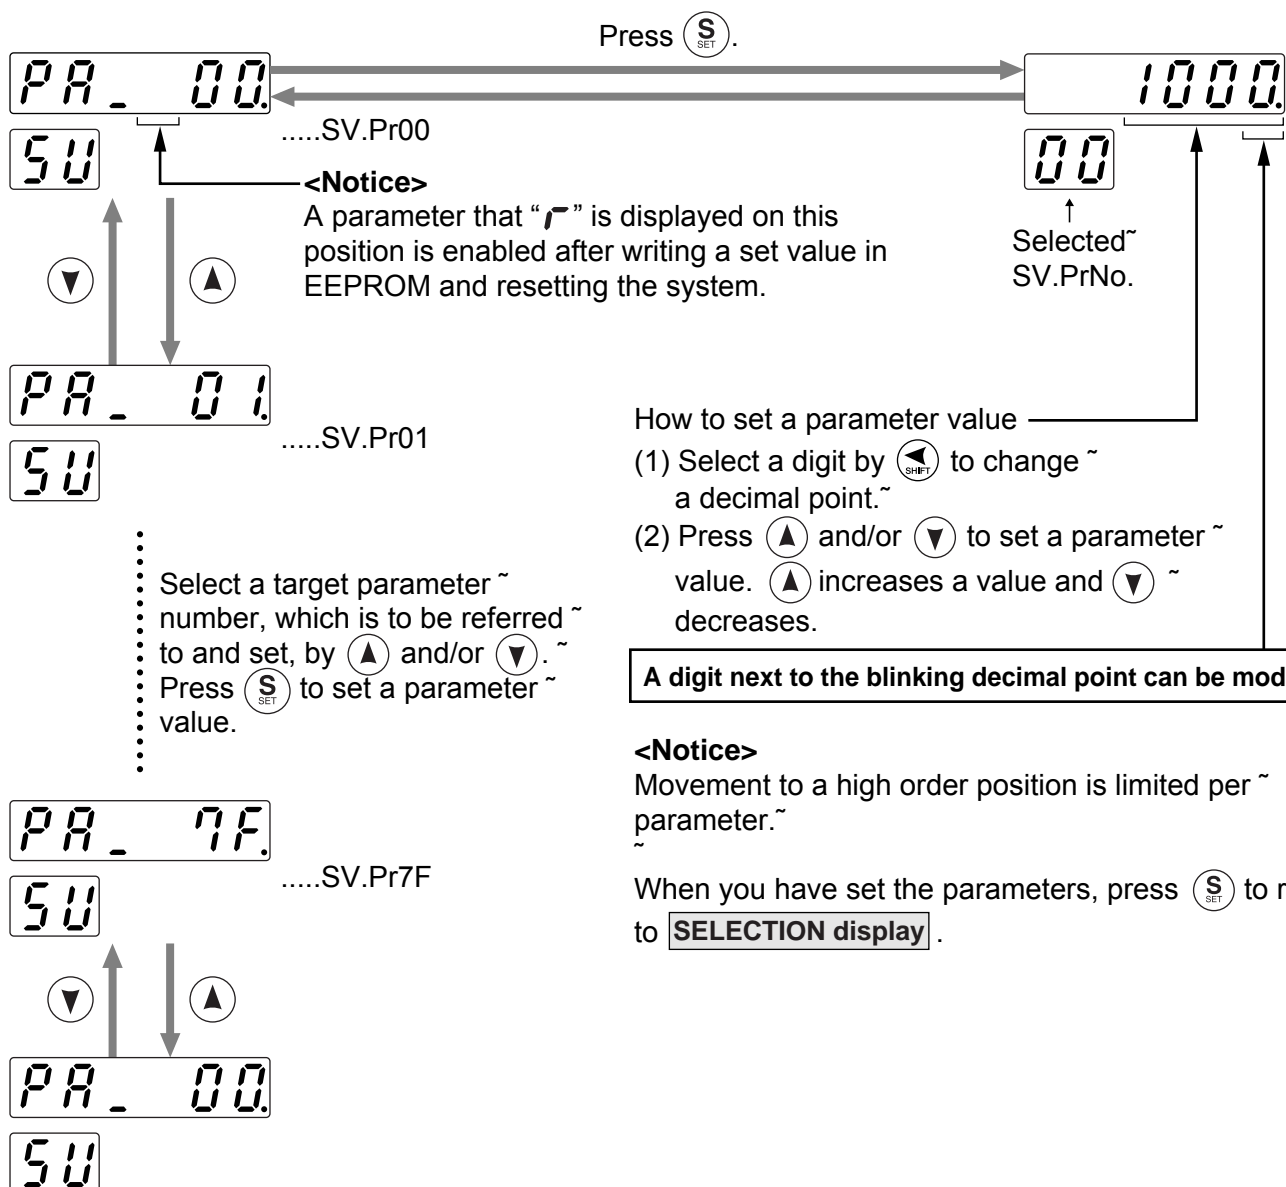 Press S SET.
PA_ 00.
1000.
SU
.....SV.Pr00
00
<Notice>
A parameter that “r” is displayed on this
position is enabled after writing a set value in
EEPROM and resetting the system.
Selected˜
SV.PrNo.
PA_ 01.
SU
.....SV.Pr01
How to set a parameter value
(1) Select a digit by SHIFT to change ˜
a decimal point.˜
(2) Press ▲ and/or ▼ to set a parameter ˜
value. ▲ increases a value and ▼ ˜
decreases.
A digit next to the blinking decimal point can be mod
Select a target parameter ˜
number, which is to be referred ˜
to and set, by ▲ and/or ▼. ˜
Press S SET to set a parameter ˜
value.
<Notice>
Movement to a high order position is limited per ˜
parameter.˜
˜
When you have set the parameters, press S SET to r
to SELECTION display .
PA_ 7F.
SU
.....SV.Pr7F
PA_ 00.
SU